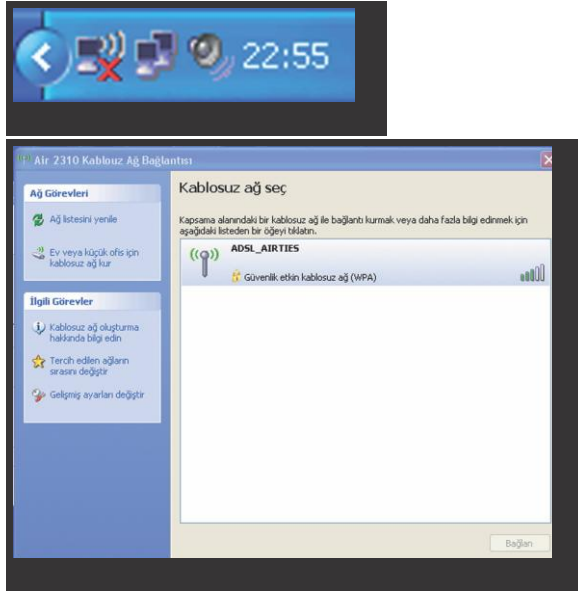 22:55
Air 2310 Kablouz Ağ Bağlantısı
Ağ Görevleri
Ağ listesini yenile
Ev veya küçük ofis için
kablosuz ağ kur
İlgili Görevler
Kablosuz ağ oluşturma
hakkında bilgi edin
Tercih edilen ağların
sırasını değiştir
Gelişmiş ayarları değiştir
Kablosuz ağ seç
Kapsama alanındaki bir kablosuz ağ ile bağlantı kurmak veya daha fazla bilgi edinmek için
aşağıdaki listeden bir öğeyi tıklatın.
ADSL_AIRTIES
Güvenlik etkin kablosuz ağ (WPA)
Bağlan